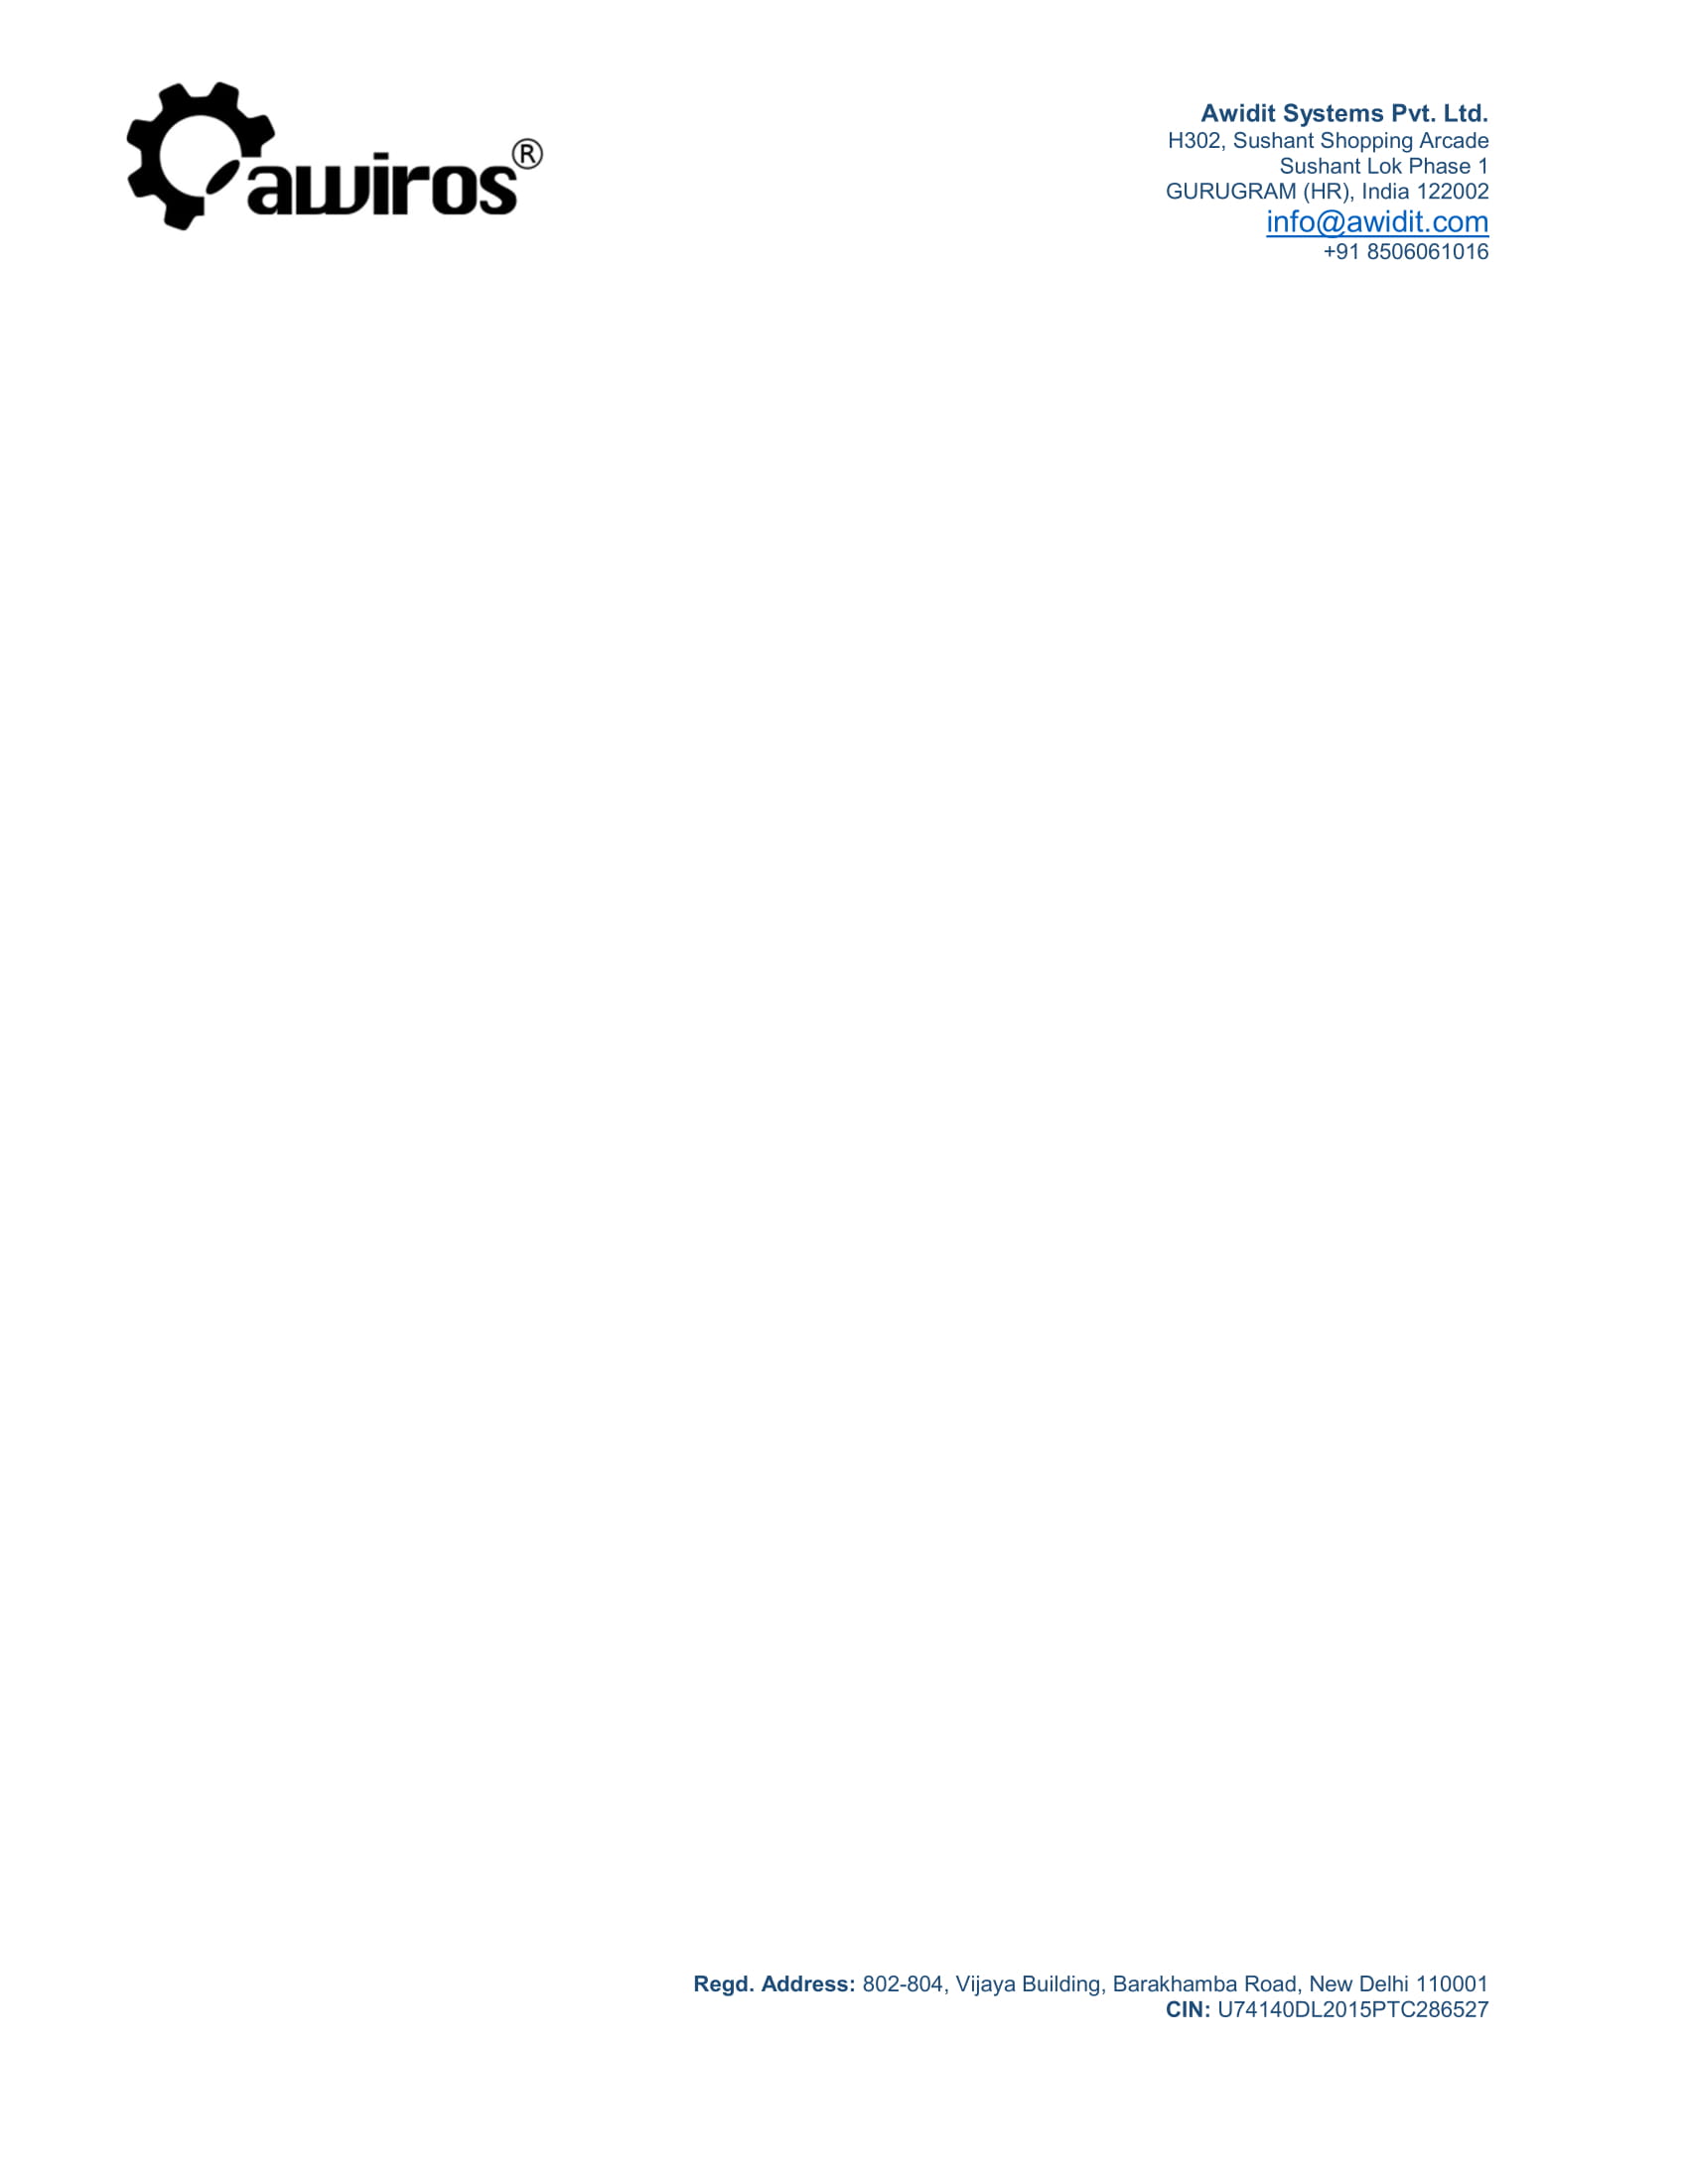 awiros®
Awidit Systems Pvt. Ltd.
H302, Sushant Shopping Arcade
Sushant Lok Phase 1
GURUGRAM (HR), India 122002
info@awidit.com
+91 8506061016
Regd. Address: 802-804, Vijaya Building, Barakhamba Road, New Delhi 110001
CIN: U74140DL2015PTC286527